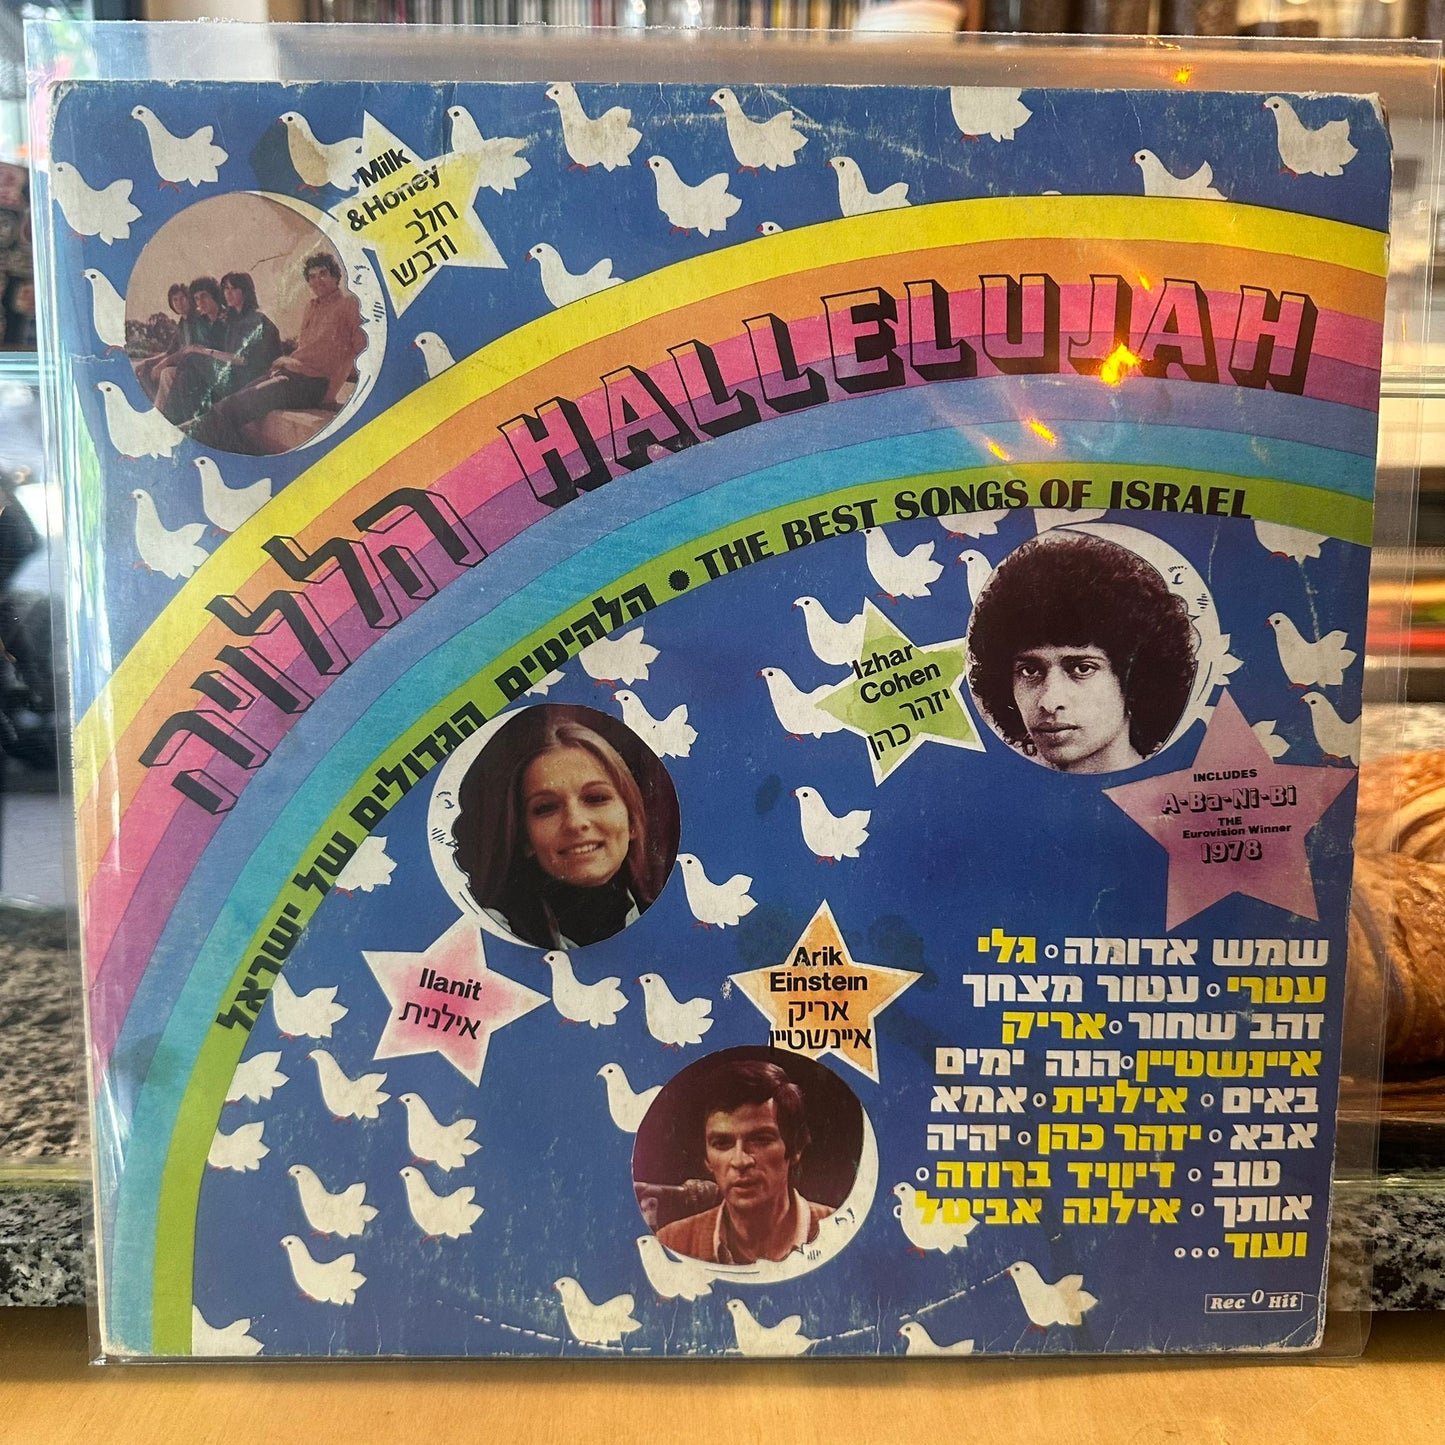 Milk
& Honey
חלב
ודבש
הללויה HALLELUJAH
הלהיטים הגדולים של ישראל • THE BEST SONGS OF ISRAEL
Izhar
Cohen
יזהר
כהן
INCLUDES
A-Ba-Ni-Bi
THE
Eurovision Winner
1978
Ilanit
אילנית
Arik
Einstein
אריק
איינשטיין
שמש אדומה ○ גלי
עטרי ○ עטור מצחך
זהב שחור ○ אריק
איינשטיין ○ הנה ימים
באים ○ אילנית ○ אמא
אבא ○ יזהר כהן ○ יהיה
טוב ○ דיוויד ברוזה ○
אותך ○ אילנה אביטל
ועוד...
Rec O Hit